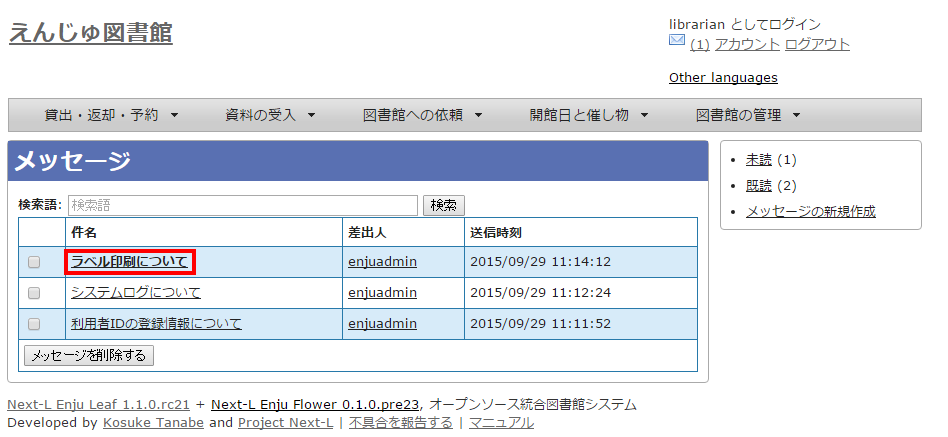 えんじゅ図書館
librarian としてログイン
(1) アカウント ログアウト
Other languages
貸出・返却・予約 ▼ 資料の受入 ▼ 図書館への依頼 ▼ 開館日と催し物 ▼ 図書館の管理 ▼
メッセージ
検索語: 検索語 検索
件名 差出人 送信時刻
ラベル印刷について enjuadmin 2015/09/29 11:14:12
システムログについて enjuadmin 2015/09/29 11:12:24
利用者IDの登録情報について enjuadmin 2015/09/29 11:11:52
メッセージを削除する
• 未読 (1)
• 既読 (2)
• メッセージの新規作成
Next-L Enju Leaf 1.1.0.rc21 + Next-L Enju Flower 0.1.0.pre23, オープンソース統合図書館システム
Developed by Kosuke Tanabe and Project Next-L | 不具合を報告する | マニュアル